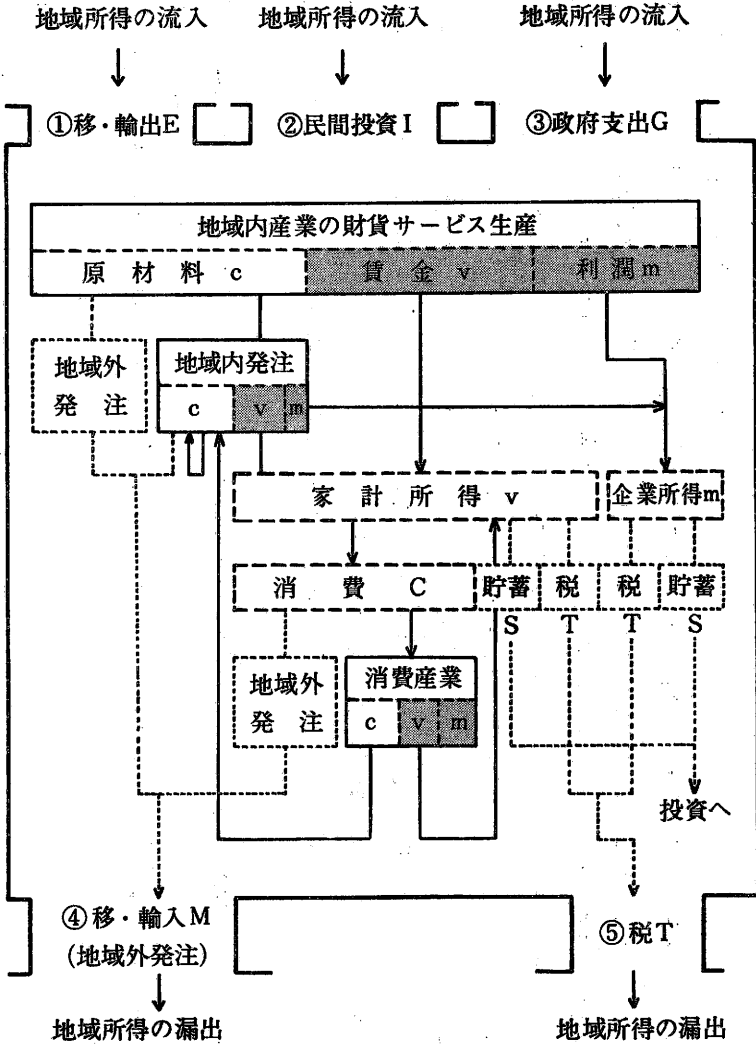 地域所得の流入 地域所得の流入 地域所得の流入
①移・輸出E ②民間投資I ③政府支出G
地域内産業の財貨サービス生産
原材料c 賃金v 利潤m
地域外 地域内発注
発注 c v m
家計所得v 企業所得m
消費C 貯蓄 税 税 貯蓄
S T T S
地域外 消費産業
発注 c v m
投資へ
④移・輸入M ⑤税T
(地域外発注)
地域所得の漏出 地域所得の漏出